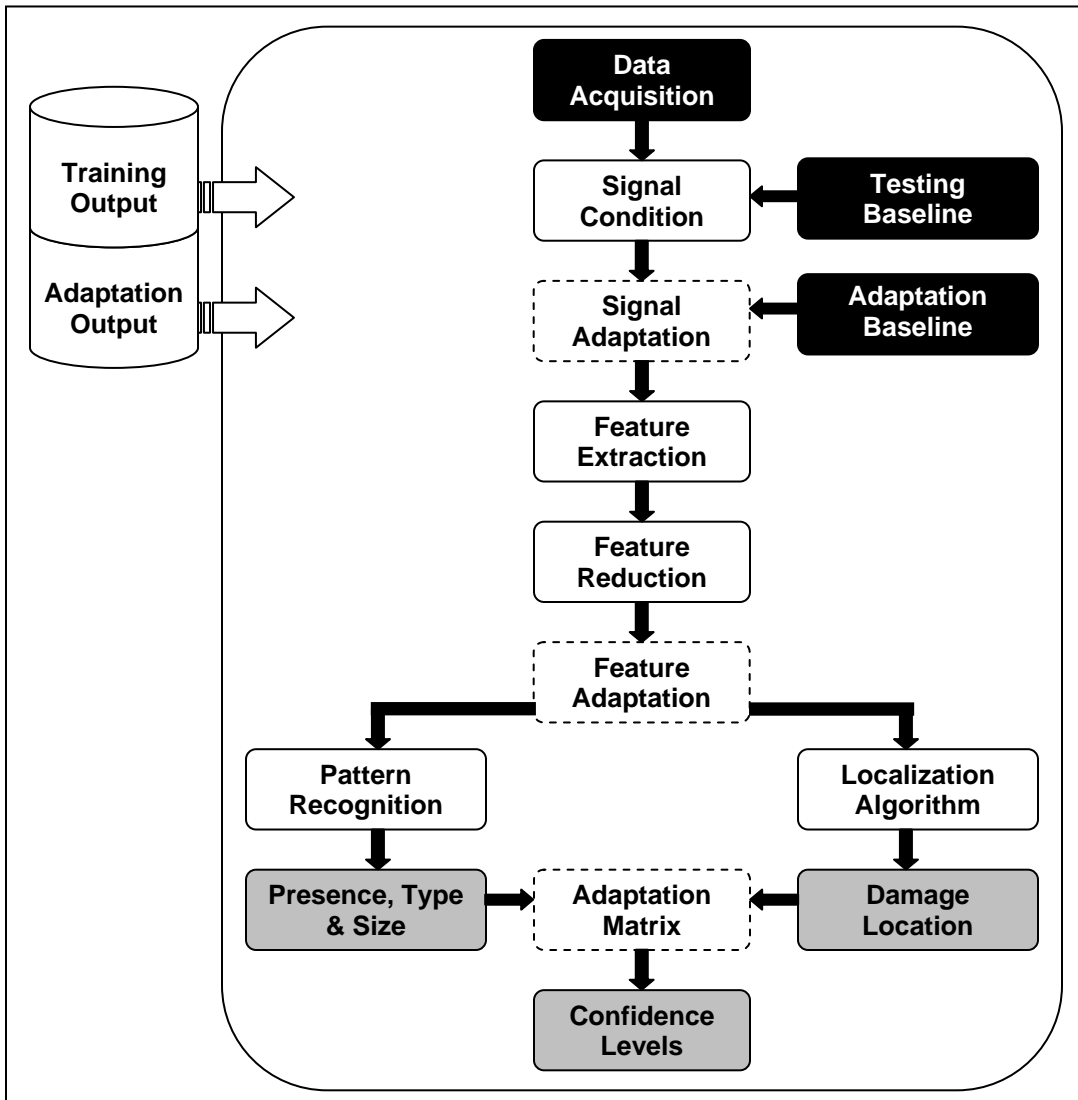 Data
Acquisition
Training
Output
Signal
Condition
Testing
Baseline
Adaptation
Output
Signal
Adaptation
Adaptation
Baseline
Feature
Extraction
Feature
Reduction
Feature
Adaptation
Pattern
Recognition
Localization
Algorithm
Presence, Type
& Size
Adaptation
Matrix
Damage
Location
Confidence
Levels